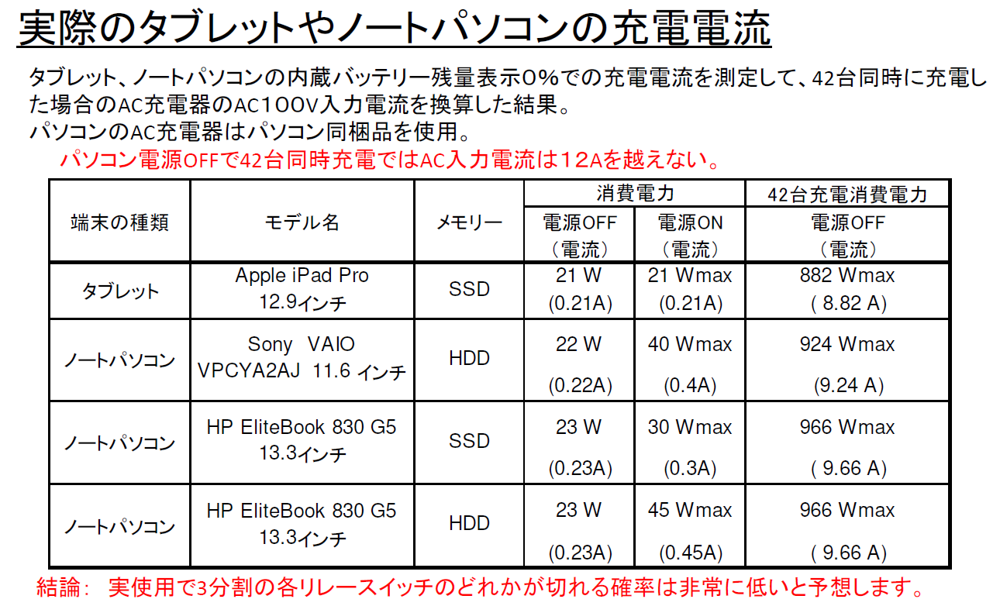 実際のタブレットやノートパソコンの充電電流
タブレット、ノートパソコンの内蔵バッテリー残量表示0%での充電電流を測定して、42台同時に充電し
た場合のAC充電器のAC100V入力電流を換算した結果。
パソコンのAC充電器はパソコン同梱品を使用。
パソコン電源OFFで42台同時充電ではAC入力電流は12Aを越えない。
端末の種類 モデル名 メモリー 消費電力 42台充電消費電力
電源OFF 電源ON 電源OFF
(電流) (電流) (電流)
タブレット Apple iPad Pro SSD 21 W 21 Wmax 882 Wmax
12.9インチ (0.21A) (0.21A) ( 8.82 A)
ノートパソコン Sony VAIO HDD 22 W 40 Wmax 924 Wmax
VPCYA2AJ 11.6 インチ (0.22A) (0.4A) (9.24 A)
ノートパソコン HP EliteBook 830 G5 SSD 23 W 30 Wmax 966 Wmax
13.3インチ (0.23A) (0.3A) ( 9.66 A)
ノートパソコン HP EliteBook 830 G5 HDD 23 W 45 Wmax 966 Wmax
13.3インチ (0.23A) (0.45A) ( 9.66 A)
結論: 実使用で3分割の各リレースイッチのどれかが切れる確率は非常に低いと予想します。